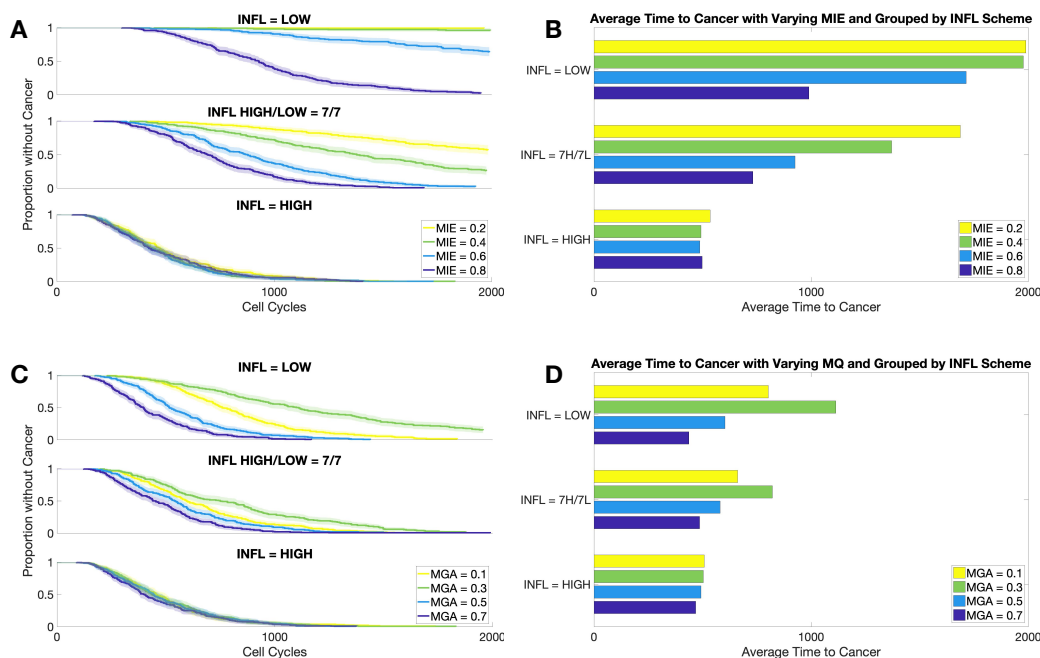 A
INFL = LOW
1
0.5
0
INFL HIGH/LOW = 7/7
1
0.5
0
INFL = HIGH
1
0.5
0
MIE = 0.2
MIE = 0.4
MIE = 0.6
MIE = 0.8
0
1000
2000
Cell Cycles
Proportion without Cancer
B
Average Time to Cancer with Varying MIE and Grouped by INFL Scheme
INFL = LOW
INFL = 7H/7L
INFL = HIGH
MIE = 0.2
MIE = 0.4
MIE = 0.6
MIE = 0.8
0
1000
2000
Average Time to Cancer
C
INFL = LOW
1
0.5
0
INFL HIGH/LOW = 7/7
1
0.5
0
INFL = HIGH
1
0.5
0
MGA = 0.1
MGA = 0.3
MGA = 0.5
MGA = 0.7
0
1000
2000
Cell Cycles
Proportion without Cancer
D
Average Time to Cancer with Varying MQ and Grouped by INFL Scheme
INFL = LOW
INFL = 7H/7L
INFL = HIGH
MGA = 0.1
MGA = 0.3
MGA = 0.5
MGA = 0.7
0
1000
2000
Average Time to Cancer